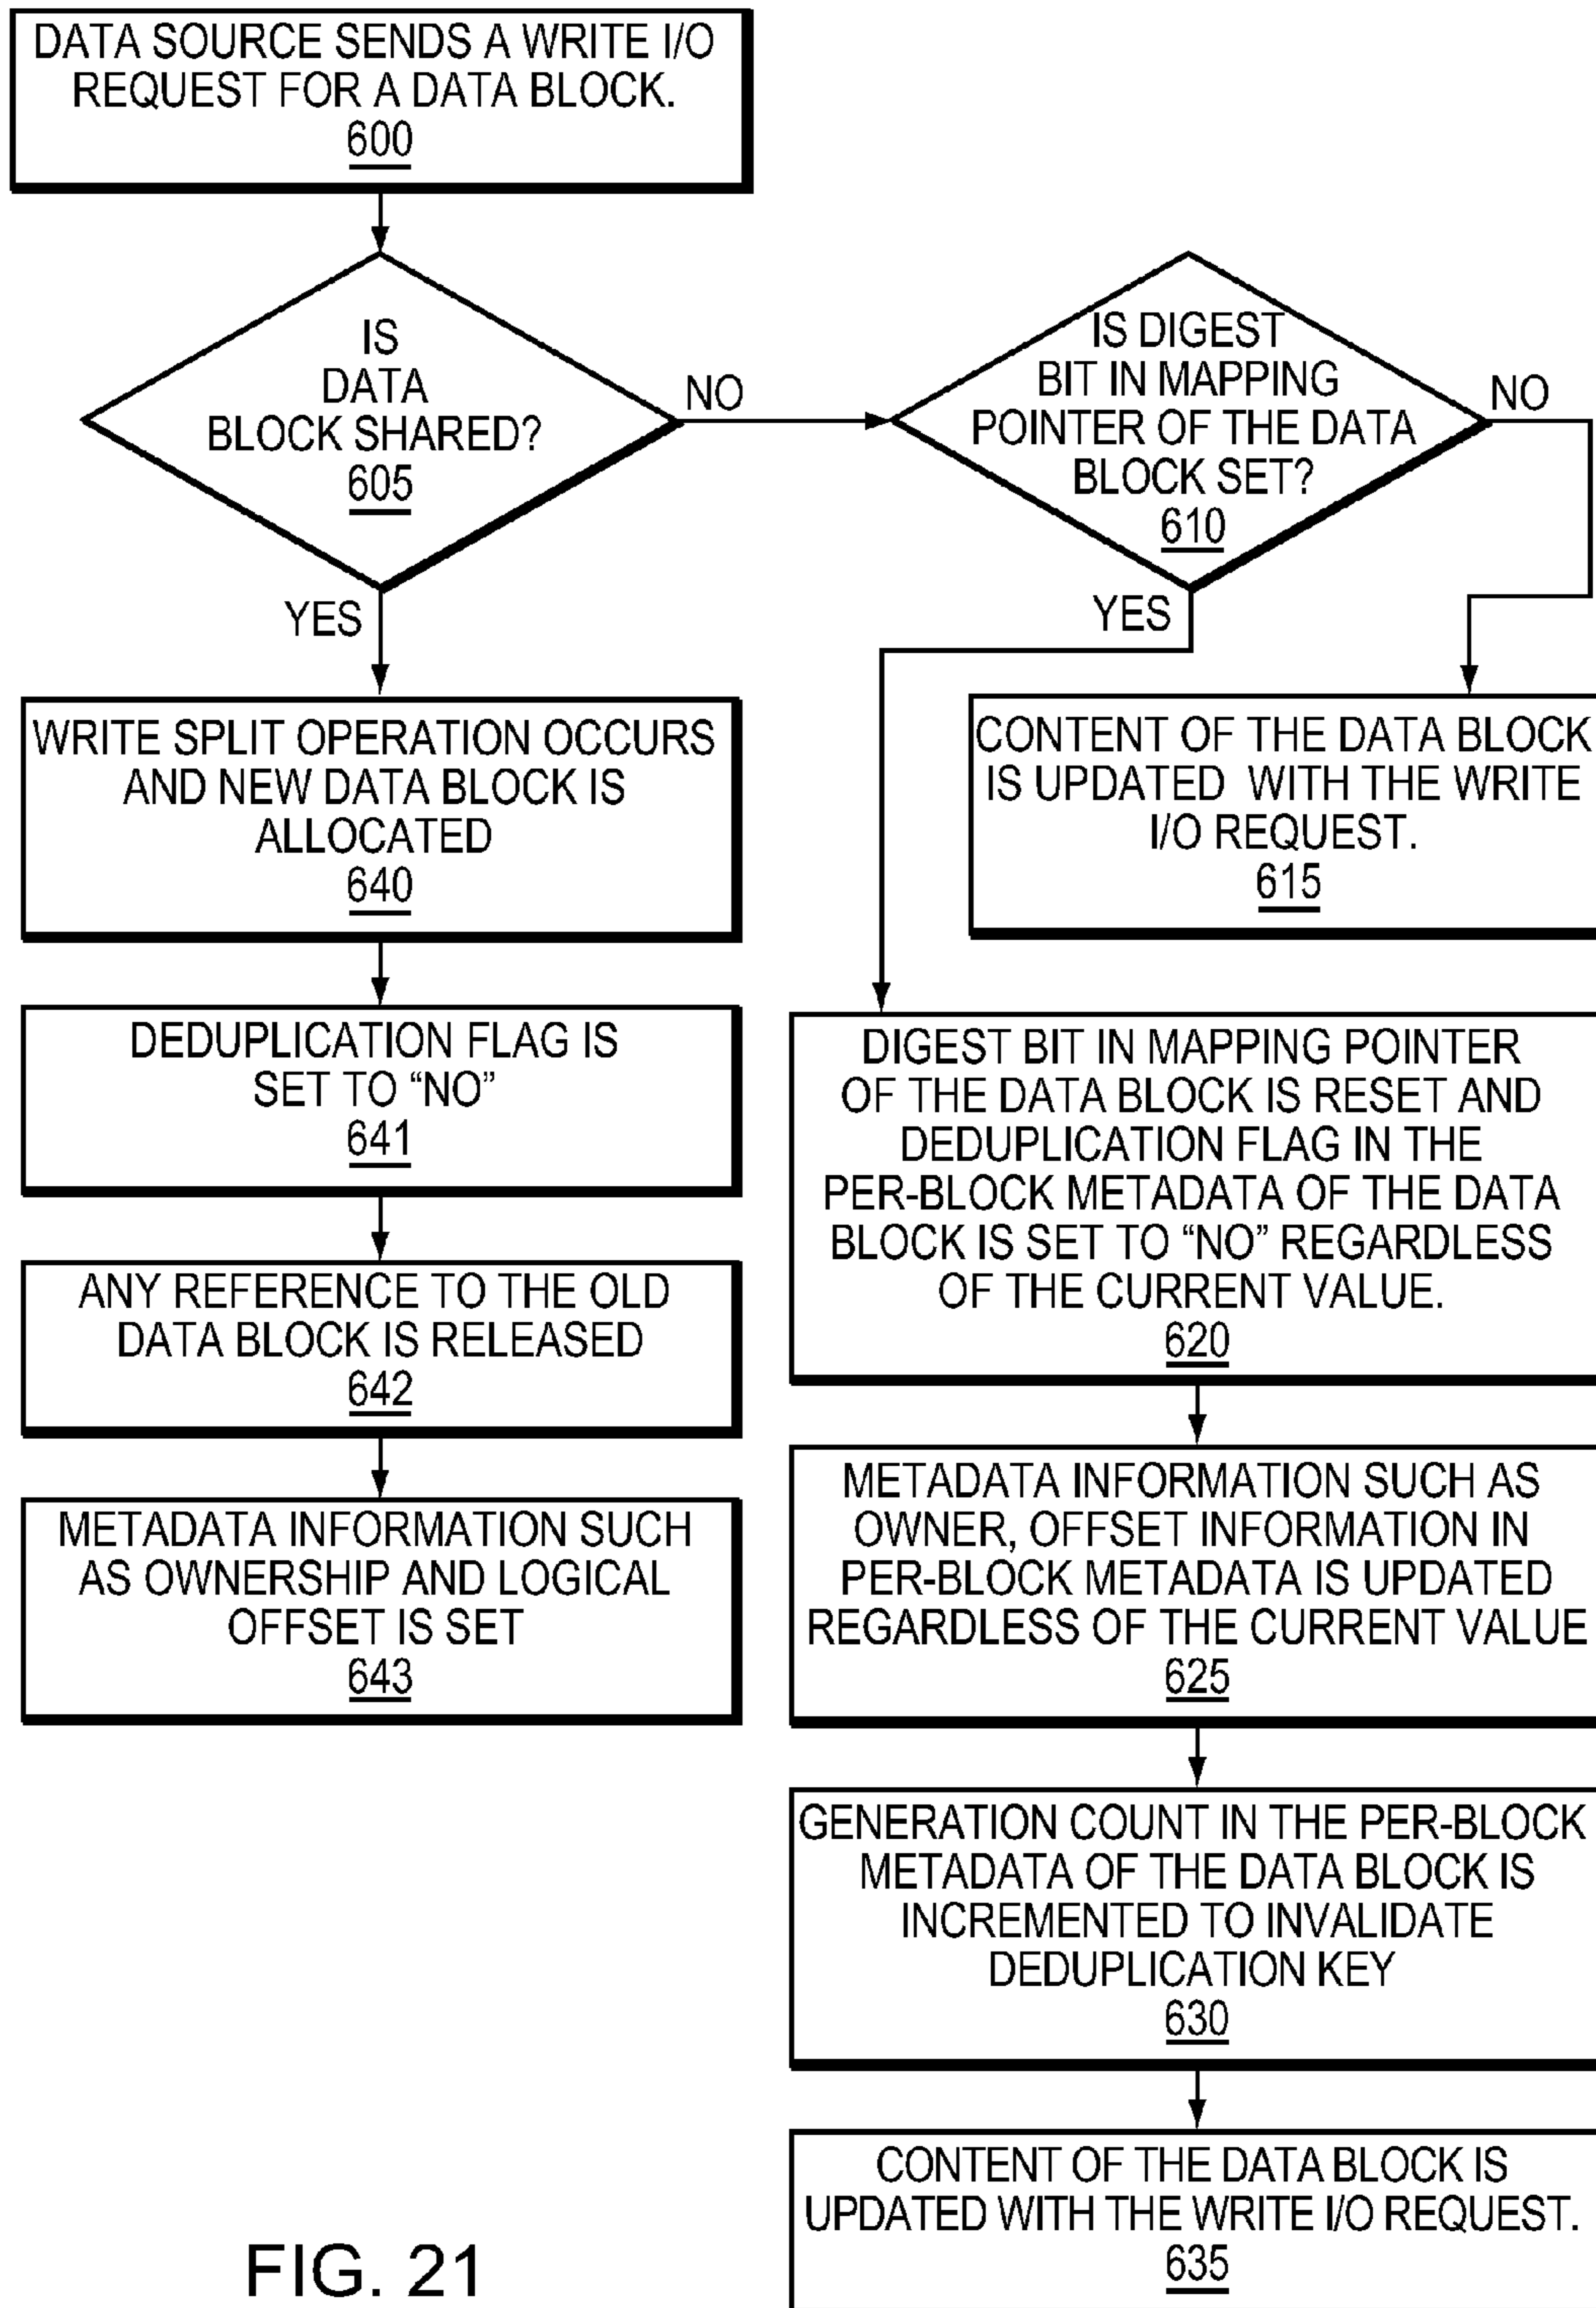 DATA SOURCE SENDS A WRITE I/O
REQUEST FOR A DATA BLOCK.
600
IS
DATA
BLOCK SHARED?
605
NO
IS DIGEST
BIT IN MAPPING
POINTER OF THE DATA
BLOCK SET?
610
NO
YES
YES
WRITE SPLIT OPERATION OCCURS
AND NEW DATA BLOCK IS
ALLOCATED
640
CONTENT OF THE DATA BLOCK
IS UPDATED WITH THE WRITE
I/O REQUEST.
615
DEDUPLICATION FLAG IS
SET TO “NO”
641
DIGEST BIT IN MAPPING POINTER
OF THE DATA BLOCK IS RESET AND
DEDUPLICATION FLAG IN THE
PER-BLOCK METADATA OF THE DATA
BLOCK IS SET TO “NO” REGARDLESS
OF THE CURRENT VALUE.
620
ANY REFERENCE TO THE OLD
DATA BLOCK IS RELEASED
642
METADATA INFORMATION SUCH AS
OWNER, OFFSET INFORMATION IN
PER-BLOCK METADATA IS UPDATED
REGARDLESS OF THE CURRENT VALUE
625
METADATA INFORMATION SUCH
AS OWNERSHIP AND LOGICAL
OFFSET IS SET
643
GENERATION COUNT IN THE PER-BLOCK
METADATA OF THE DATA BLOCK IS
INCREMENTED TO INVALIDATE
DEDUPLICATION KEY
630
CONTENT OF THE DATA BLOCK IS
UPDATED WITH THE WRITE I/O REQUEST.
635
FIG. 21